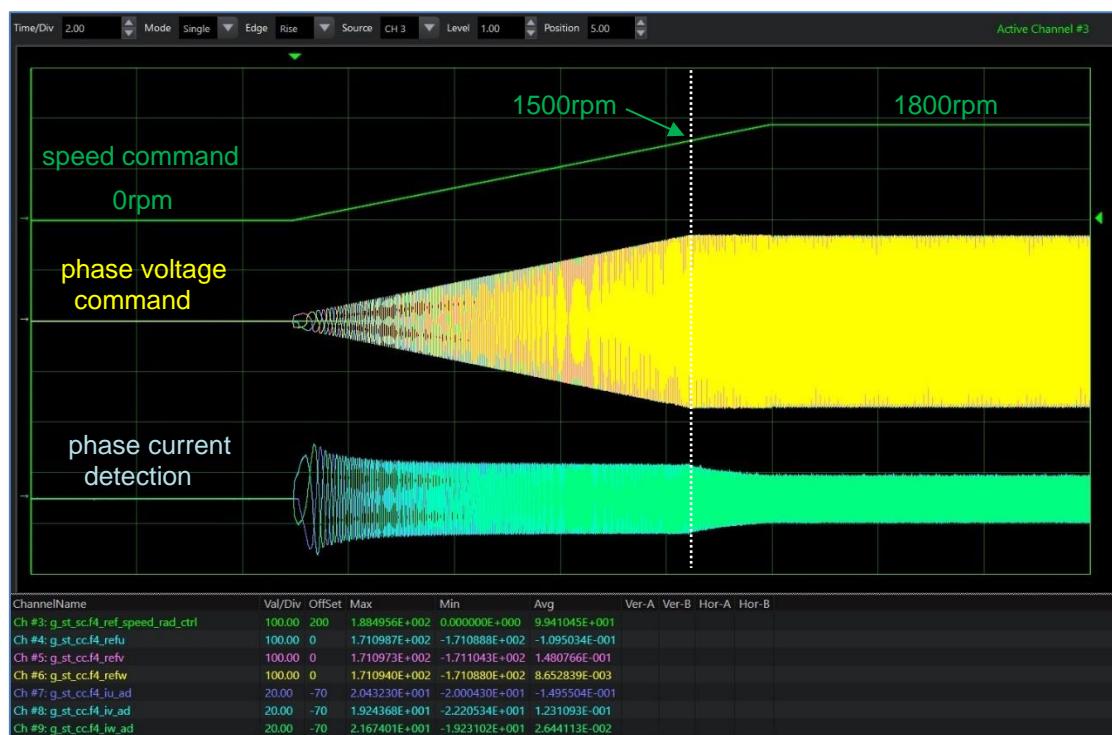 Time/Div 2.00 Mode Single Edge Rise Source CH 3 Level 1.00 Position 5.00 Active Channel #3
1500rpm 1800rpm
speed command
0rpm
phase voltage
command
phase current
detection
ChannelName Val/Div OffSet Max Min Avg Ver-A Ver-B Hor-A Hor-B
Ch #3: g_st_sc.f4_ref_speed_rad_ctrl 100.00 200 1.884956E+002 0.000000E+000 9.941045E+001
Ch #4: g_st_cc.f4_refu 100.00 0 1.710987E+002 -1.710888E+002 -1.095034E-001
Ch #5: g_st_cc.f4_refv 100.00 0 1.710973E+002 -1.711043E+002 1.480766E-001
Ch #6: g_st_cc.f4_refw 100.00 0 1.710940E+002 -1.710880E+002 8.652839E-003
Ch #7: g_st_cc.f4_iu_ad 20.00 -70 2.043230E+001 -2.000430E+001 -1.495504E-001
Ch #8: g_st_cc.f4_iv_ad 20.00 -70 1.924368E+001 -2.220534E+001 1.231093E-001
Ch #9: g_st_cc.f4_iw_ad 20.00 -70 2.167401E+001 -1.923102E+001 2.644113E-002